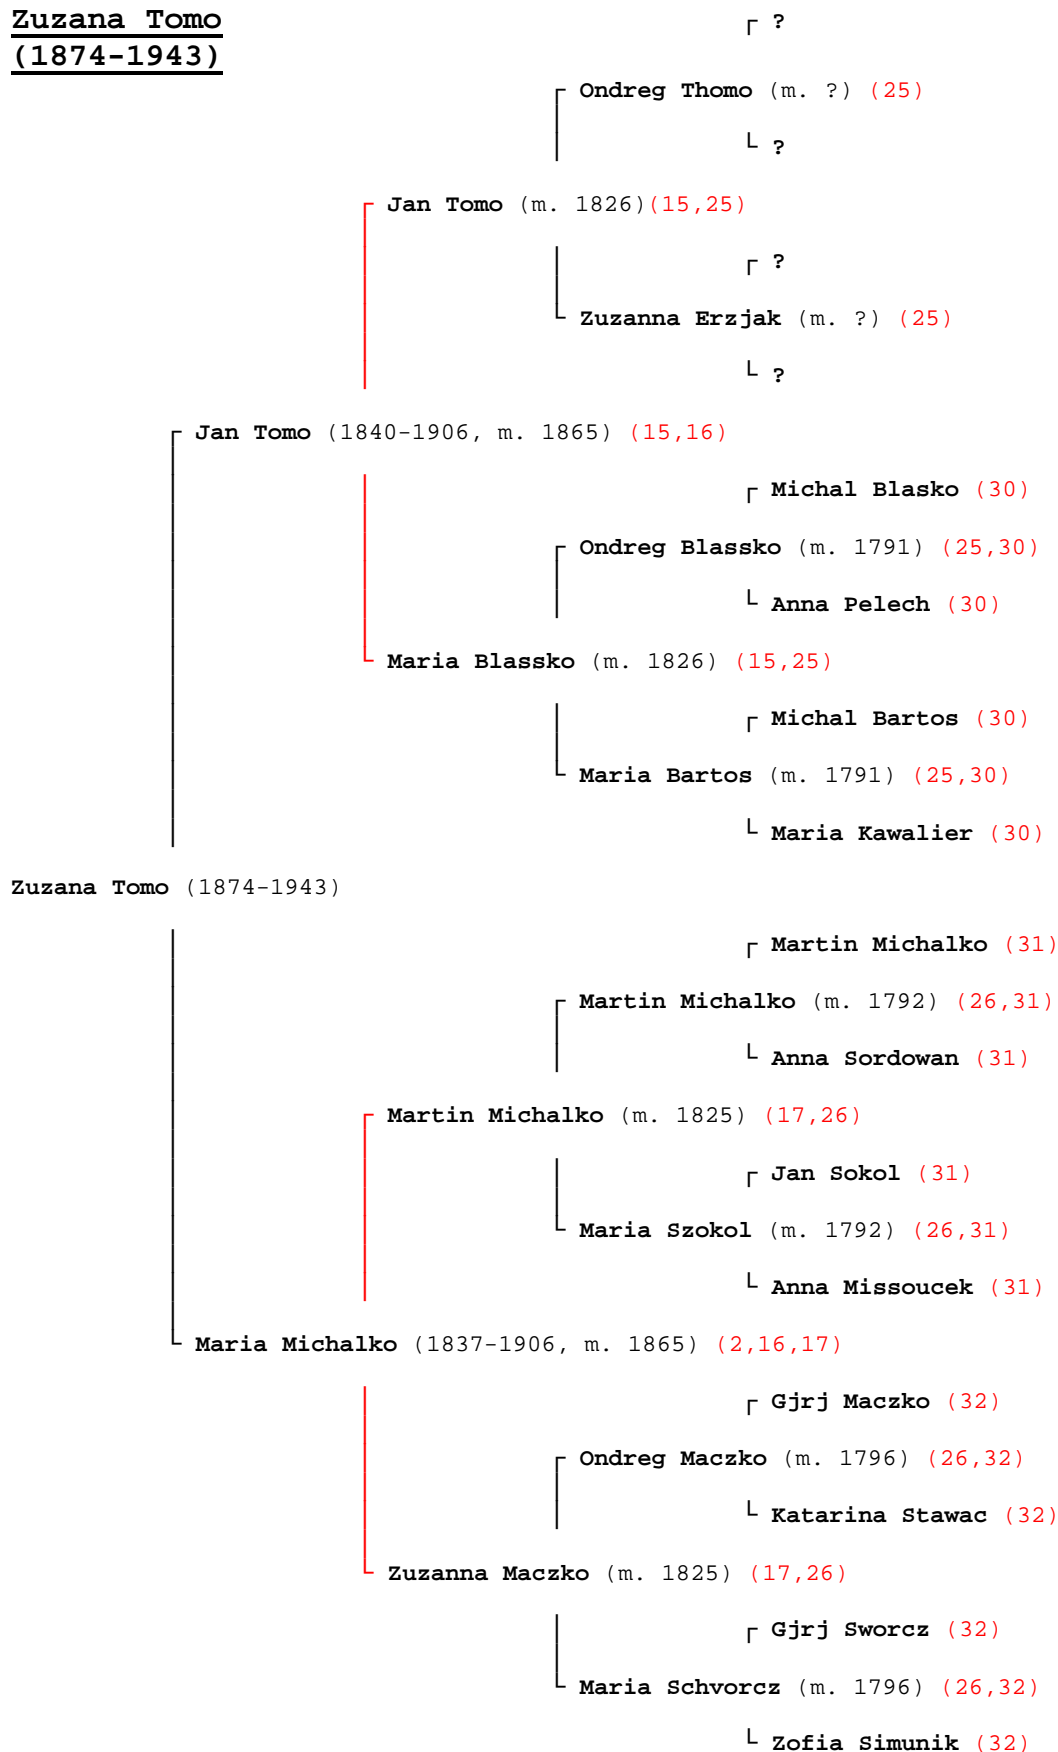 Zuzana Tomo
(1874-1943)
?
Ondreg Thomo (m. ?) (25)
?
Jan Tomo (m. 1826)(15,25)
?
Zuzanna Erzjak (m. ?) (25)
?
Jan Tomo (1840-1906, m. 1865) (15,16)
Michal Blasko (30)
Ondreg Blassko (m. 1791) (25,30)
Anna Pelech (30)
Maria Blassko (m. 1826) (15,25)
Michal Bartos (30)
Maria Bartos (m. 1791) (25,30)
Maria Kawalier (30)
Zuzana Tomo (1874-1943)
Martin Michalko (31)
Martin Michalko (m. 1792) (26,31)
Anna Sordowan (31)
Martin Michalko (m. 1825) (17,26)
Jan Sokol (31)
Maria Szokol (m. 1792) (26,31)
Anna Missoucek (31)
Maria Michalko (1837-1906, m. 1865) (2,16,17)
Gjrj Maczko (32)
Ondreg Maczko (m. 1796) (26,32)
Katarina Stawac (32)
Zuzanna Maczko (m. 1825) (17,26)
Gjrj Sworcz (32)
Maria Schvorcz (m. 1796) (26,32)
Zofia Simunik (32)